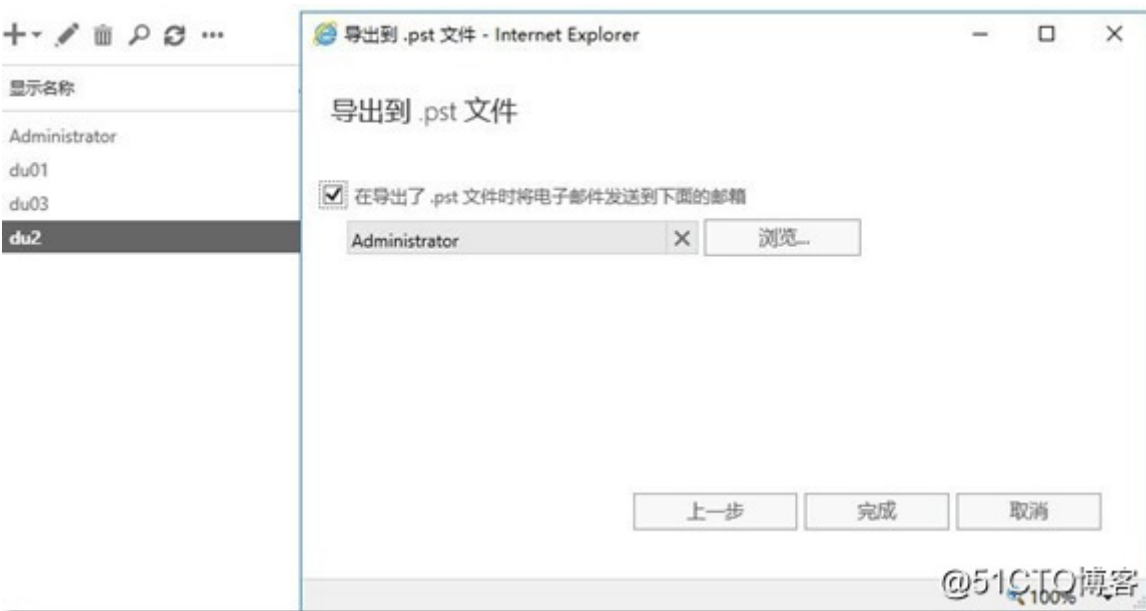 导出到 .pst 文件 - Internet Explorer
显示名称
Administrator
du01
du03
du2
导出到 .pst 文件
在导出了 .pst 文件时将电子邮件发送到下面的邮箱
Administrator
浏览...
上一步
完成
取消
@51CTO博客
100%